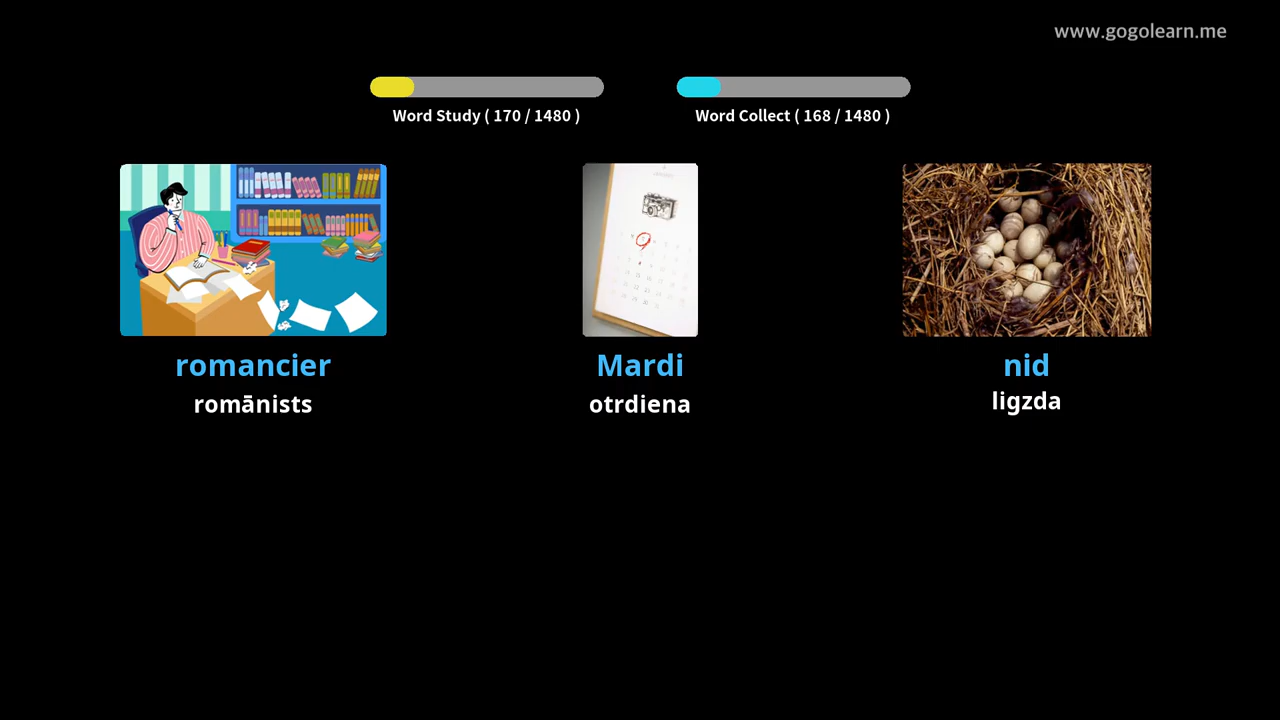 www.gogolearn.me
Word Study ( 170 / 1480 )
Word Collect ( 168 / 1480 )
romancier
Mardi
nid
romānists
otrdiena
ligzda